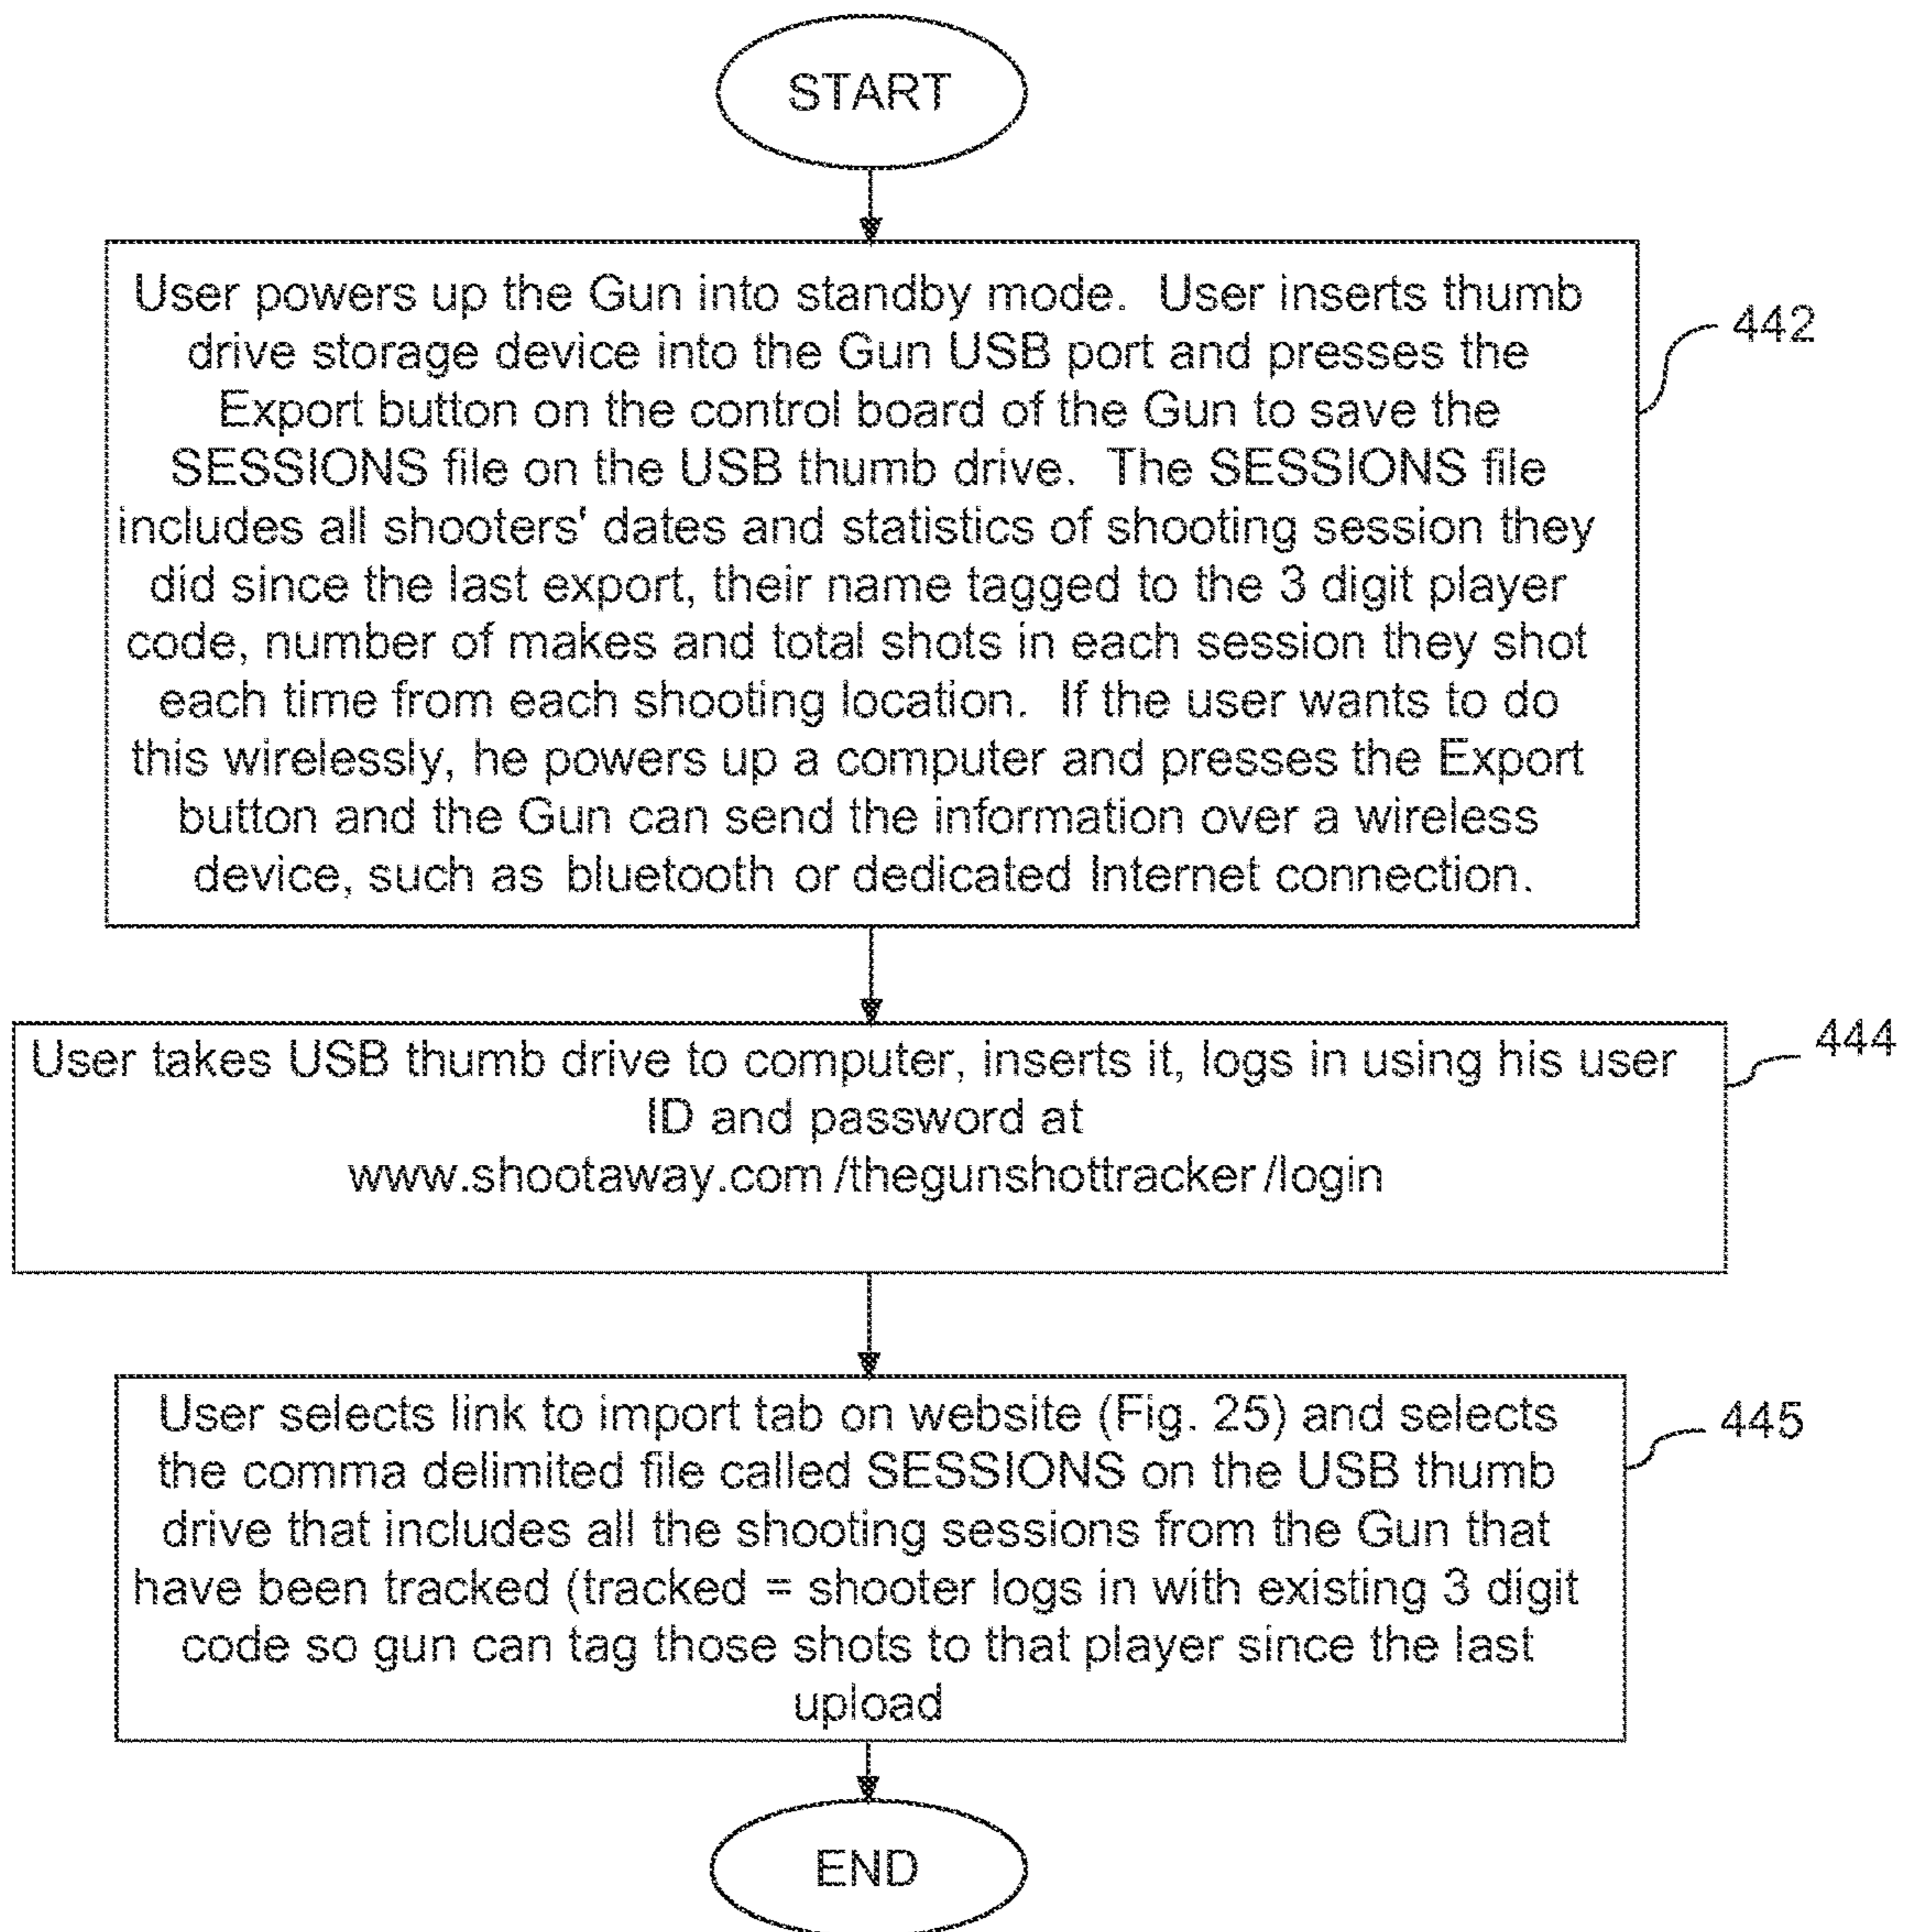 START
User powers up the Gun into standby mode. User inserts thumb
drive storage device into the Gun USB port and presses the
Export button on the control board of the Gun to save the
SESSIONS file on the USB thumb drive. The SESSIONS file
includes all shooters' dates and statistics of shooting session they
did since the last export, their name tagged to the 3 digit player
code, number of makes and total shots in each session they shot
each time from each shooting location. If the user wants to do
this wirelessly, he powers up a computer and presses the Export
button and the Gun can send the information over a wireless
device, such as bluetooth or dedicated Internet connection.
442
User takes USB thumb drive to computer, inserts it, logs in using his user
ID and password at
www.shootaway.com /thegunshottracker /login
444
User selects link to import tab on website (Fig. 25) and selects
the comma delimited file called SESSIONS on the USB thumb
drive that includes all the shooting sessions from the Gun that
have been tracked (tracked = shooter logs in with existing 3 digit
code so gun can tag those shots to that player since the last
upload
445
END